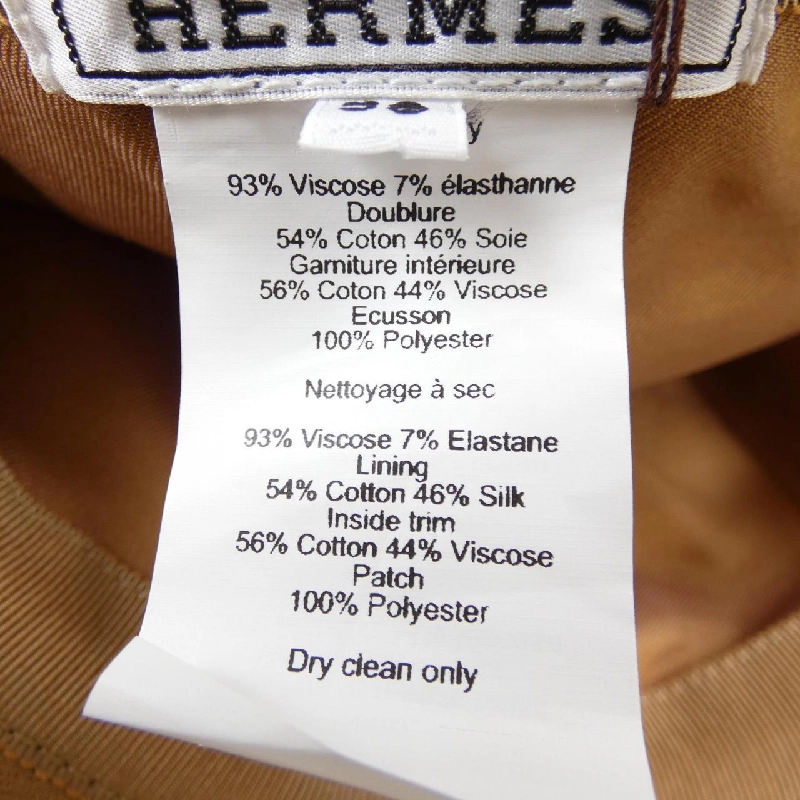 HERMES
93% Viscose 7% élasthanne
Doublure
54% Coton 46% Soie
Garniture intérieure
56% Coton 44% Viscose
Ecusson
100% Polyester
Nettoyage à sec
93% Viscose 7% Elastane
Lining
54% Cotton 46% Silk
Inside trim
56% Cotton 44% Viscose
Patch
100% Polyester
Dry clean only